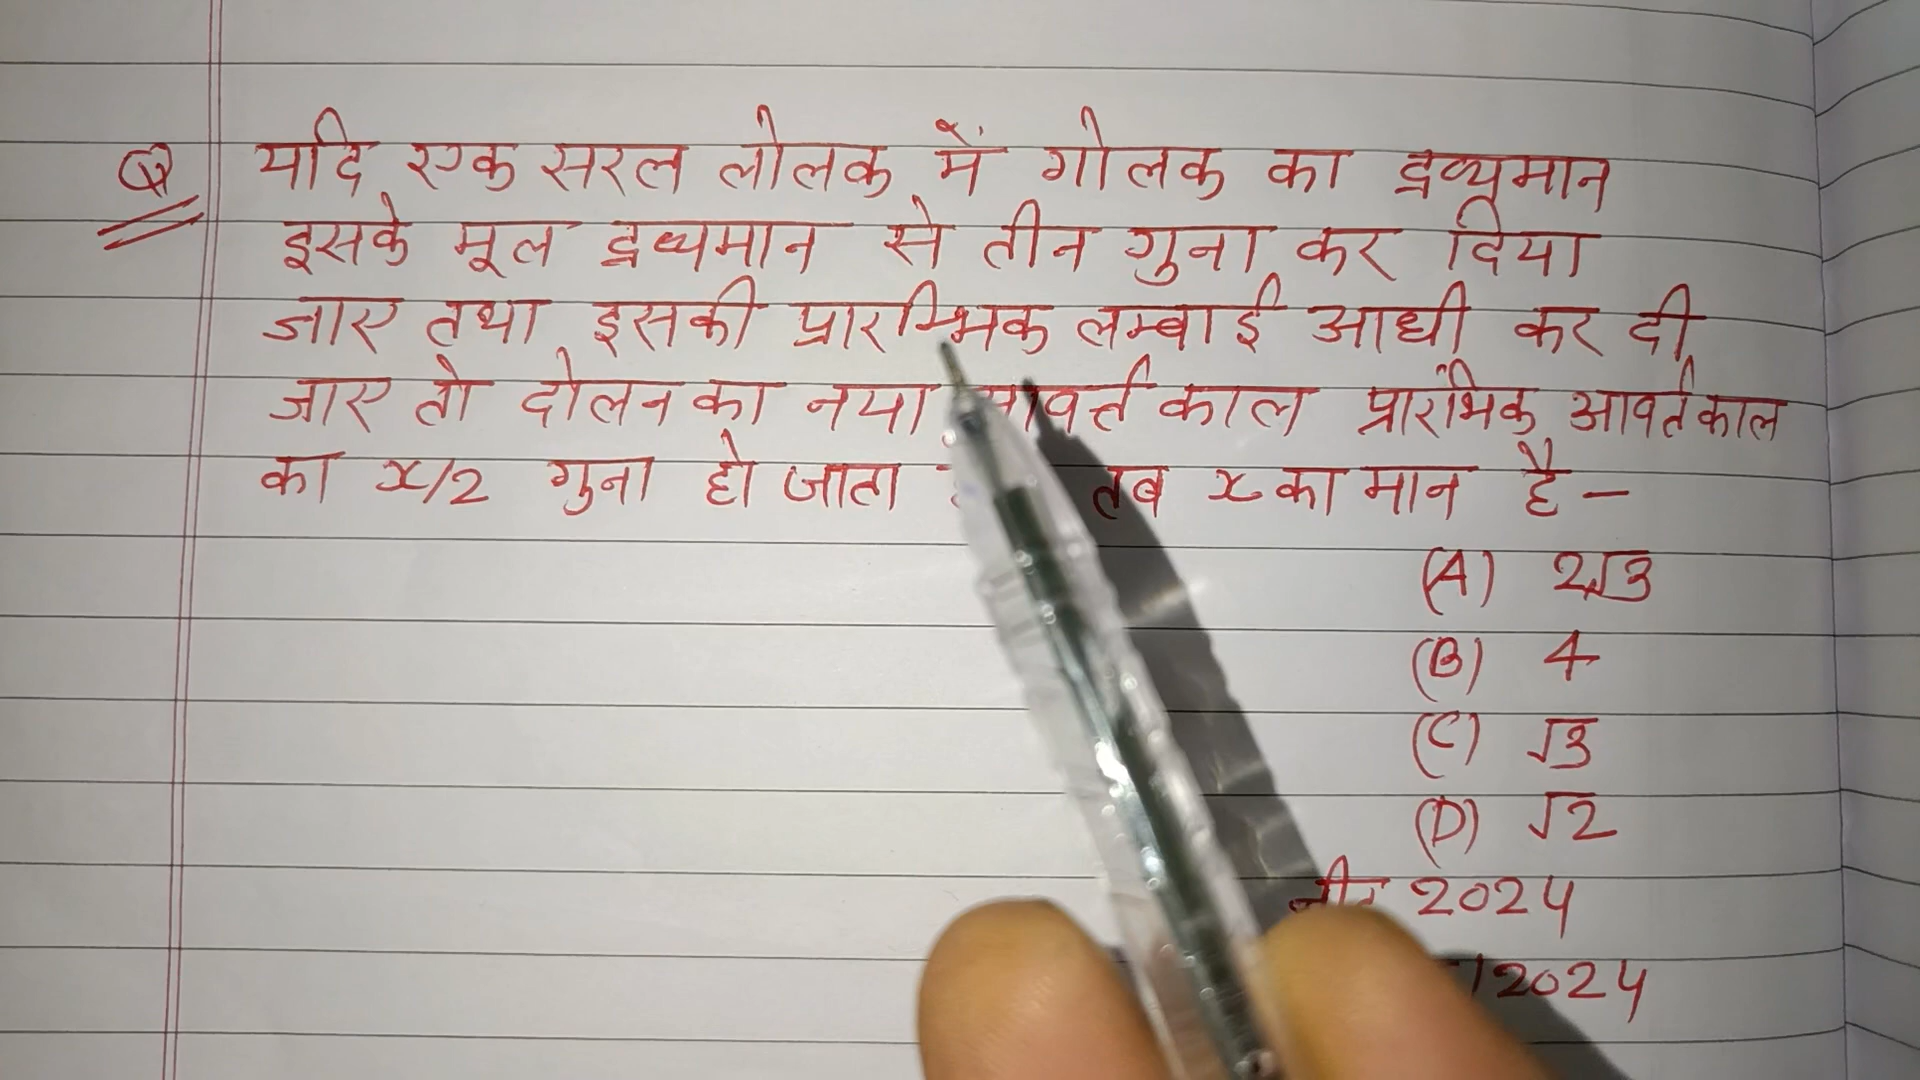 Q यदि एक सरल लोलक में गोलक का द्रव्यमान
इसके मूल द्रव्यमान से तीन गुना कर दिया
जाए तथा इसकी प्रारम्भिक लम्बाई आधी कर दी
जाए तो दोलन का नया आवर्त्त काल प्रारंभिक आवर्तकाल
का x/2 गुना हो जाता तब x का मान है –
(A) 2√3
(B) 4
(C) √3
(D) √2
नीट 2024
2024